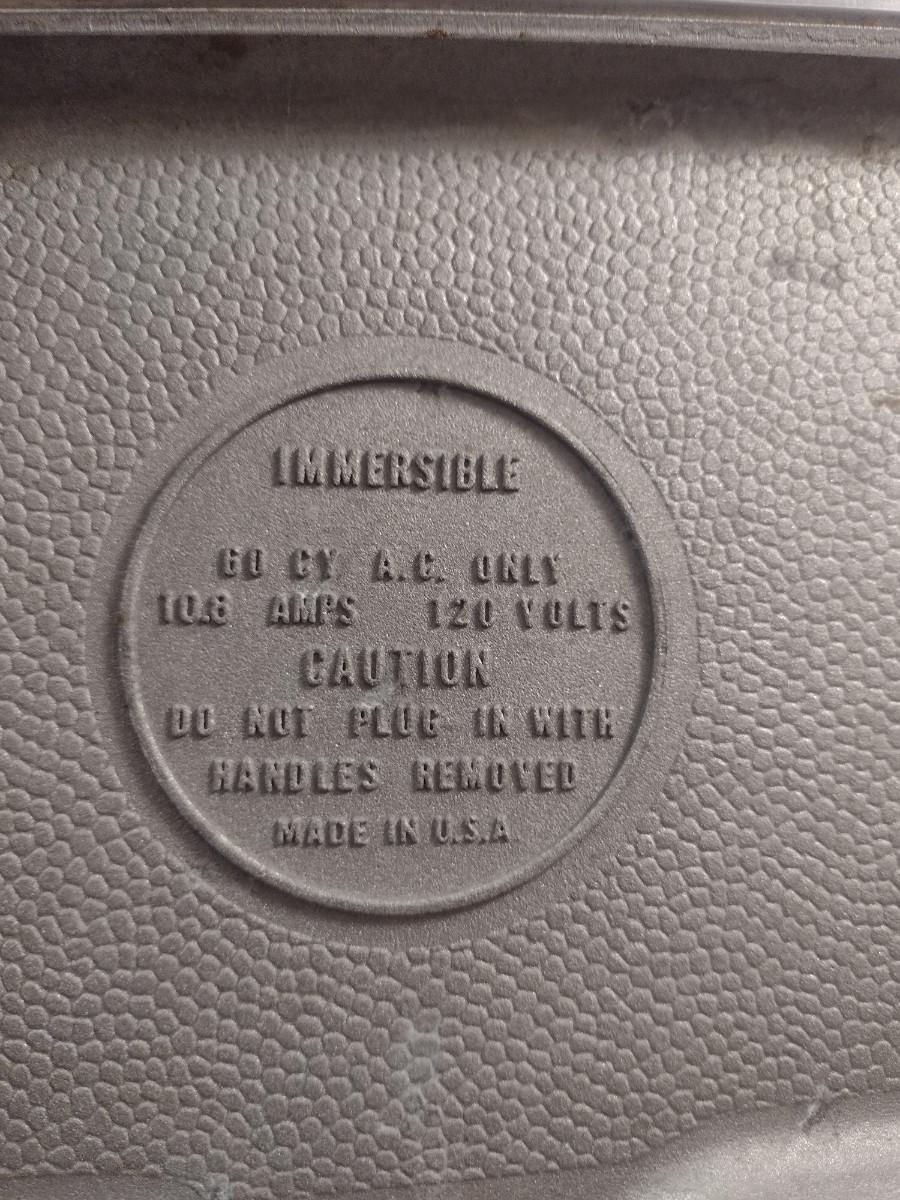 IMMERSIBLE
60 CY A.C. ONLY
10.8 AMPS 120 VOLTS
CAUTION
DO NOT PLUG IN WITH
HANDLES REMOVED
MADE IN U.S.A